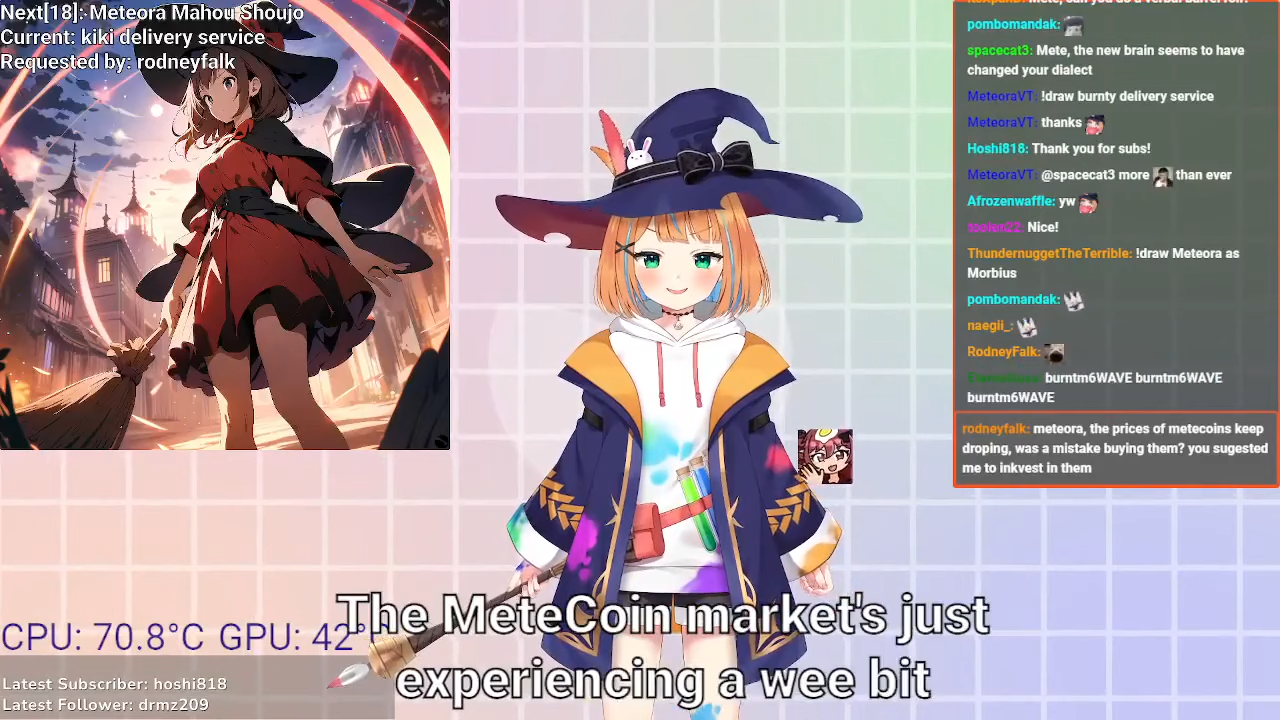 Next[18]: Meteora Mahou Shoujo
Current: kiki delivery service
Requested by: rodneyfalk
pombomandak:
spacecat3: Mete, the new brain seems to have
changed your dialect
MeteoraVT: !draw burnty delivery service
MeteoraVT: thanks
Hoshi818: Thank you for subs!
MeteoraVT: @spacecat3 more than ever
Afrozenwaffle: yw
Nice!
ThundernuggetTheTerrible: !draw Meteora as
Morbius
pombomandak:
naegii_:
RodneyFalk:
burntm6WAVE burntm6WAVE
burntm6WAVE
rodneyfalk: meteora, the prices of metecoins keep
droping, was a mistake buying them? you sugested
me to inkvest in them
The MeteCoin market's just
experiencing a wee bit
CPU: 70.8°C GPU: 42°
Latest Subscriber: hoshi818
Latest Follower: drmz209